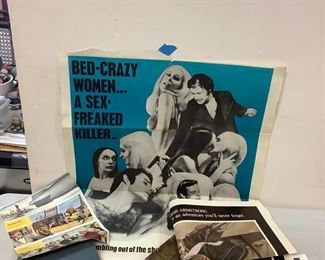 BED-CRAZY
WOMEN...
A SEX-
FREAKED
KILLER...
mbling out of the sh
ARMSTRONG
an adventure you'll never forget.